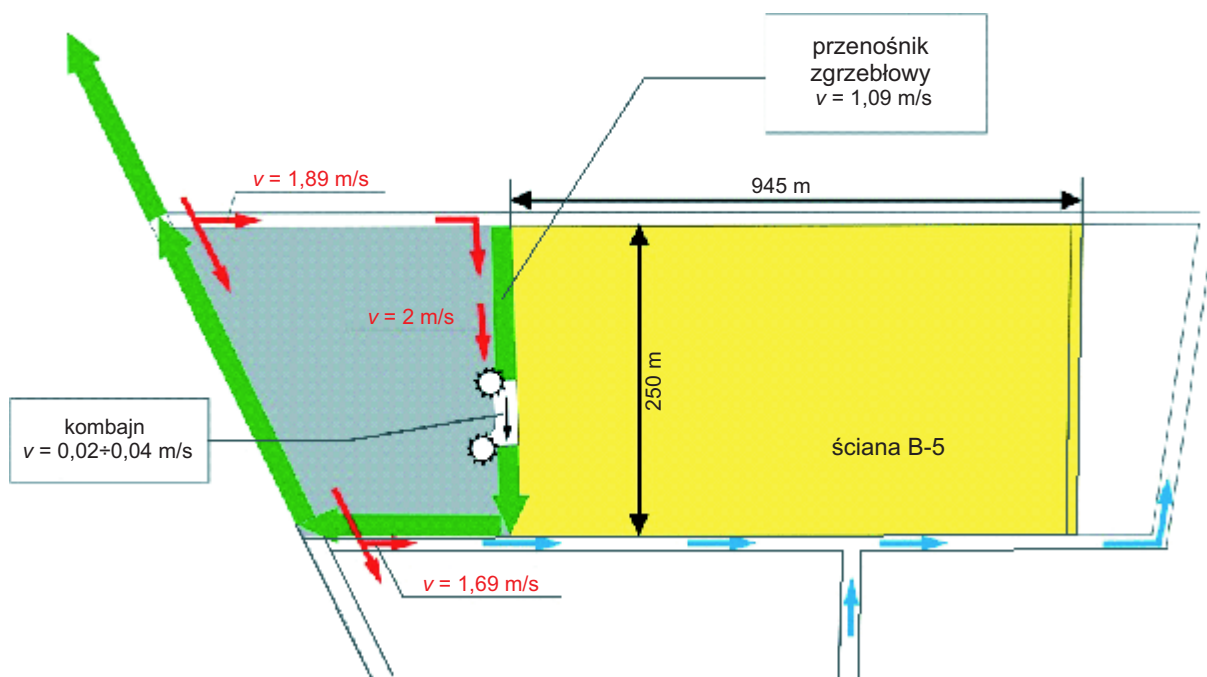 przenośnik
zgrzebłowy
v = 1,09 m/s
v = 1,89 m/s
945 m
v = 2 m/s
250 m
kombajn
v = 0,02÷0,04 m/s
ściana B-5
v = 1,69 m/s